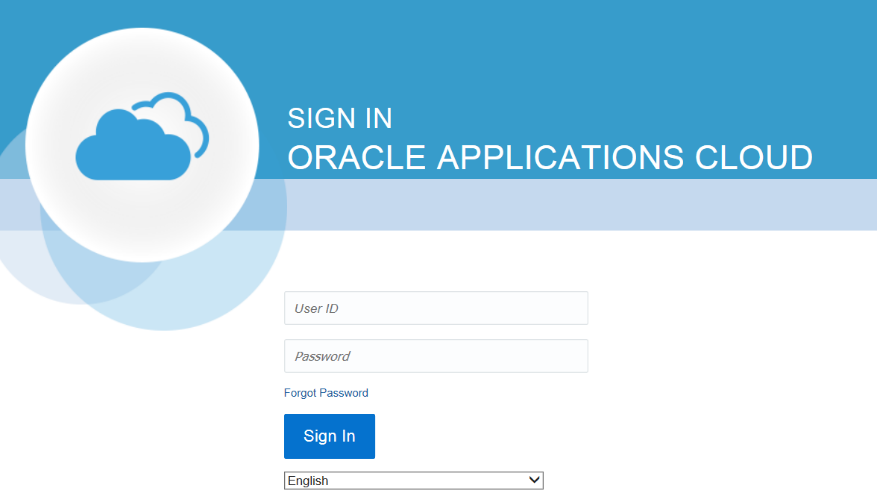 SIGN IN
ORACLE APPLICATIONS CLOUD
User ID
Password
Forgot Password
Sign In
English